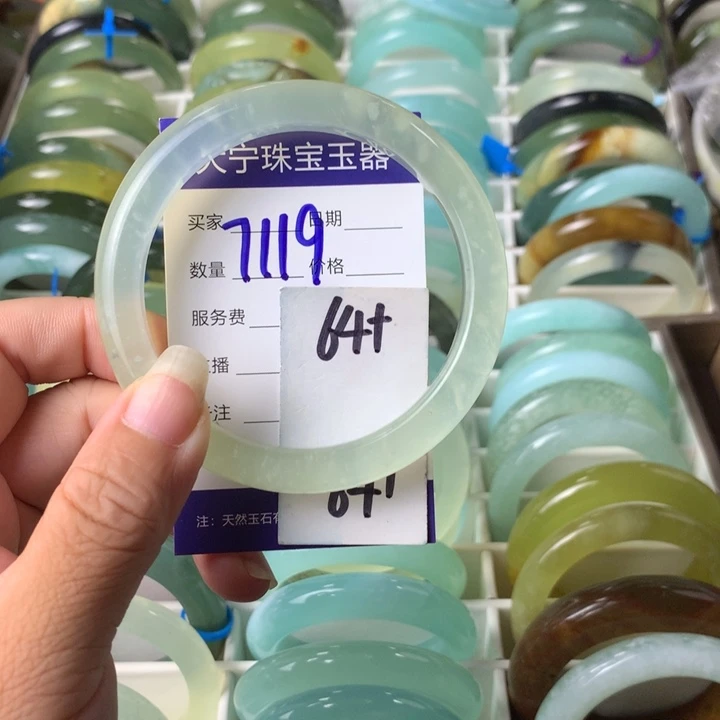 天宁珠宝玉器
买家 7119 日期
数量 价格
服务费
播
注
64+
64+
注：天然玉石